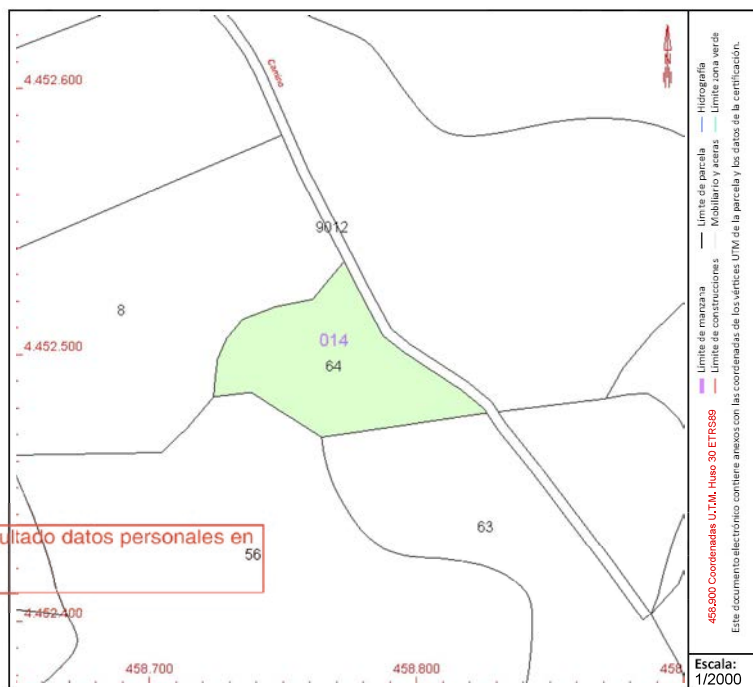 4.452.600
Camino
N
9012
8
014
4.452.500
64
63
ultado datos personales en
56
4.452.400
458.700
458.800
458
Límite de manzana
Límite de parcela
Hidrografía
Límite de construcciones
Mobiliario y aceras
Límite zona verde
458.900 Coordenadas U.T.M. Huso 30 ETRS89
Este documento electrónico contiene anexos con las coordenadas de los vértices UTM de la parcela y los datos de la certificación.
Escala:
1/2000